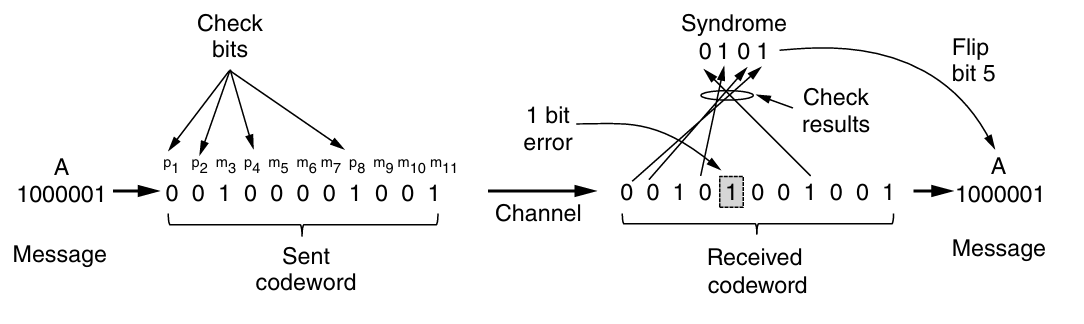 Check
bits
A
1000001
Message
p1 p2 m3 p4 m5 m6 m7 p8 m9 m10 m11
0 0 1 0 0 0 0 1 0 0 1
Sent
codeword
Channel
Syndrome
0 1 0 1
Check
results
1 bit
error
0 0 1 0 1 0 0 1 0 0 1
Received
codeword
Flip
bit 5
A
1000001
Message